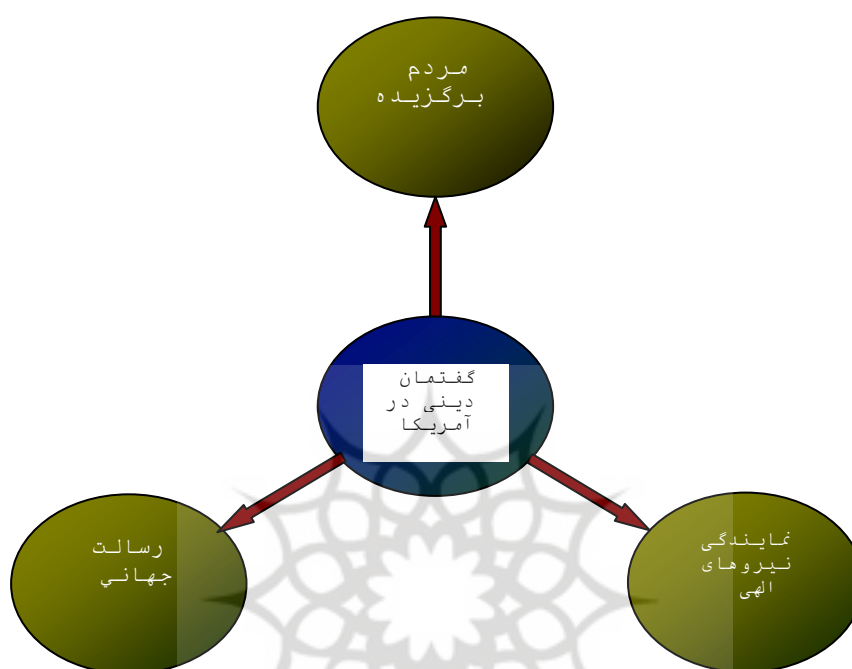 مردم
برگزیده
گفتمان
دینی در
آمریکا
نمایندگی
نیروهای
الهی
رسالت
جهاني